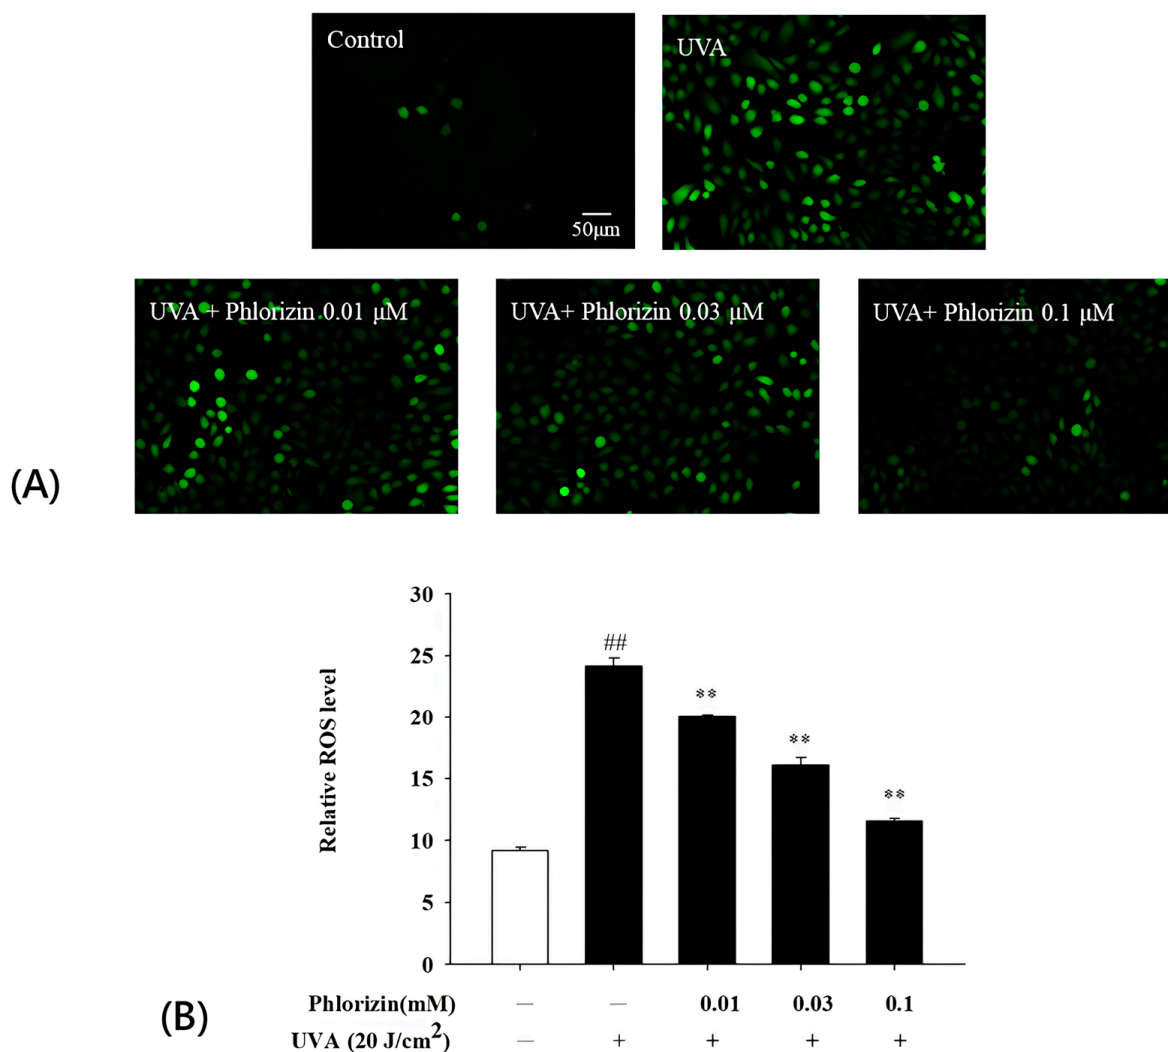 Control
UVA
50μm
UVA + Phlorizin 0.01 μM
UVA+ Phlorizin 0.03 μM
UVA+ Phlorizin 0.1 μM
(A)
30
25
20
15
10
5
0
Relative ROS level
##
**
**
**
Phlorizin(mM) — — 0.01 0.03 0.1
UVA (20 J/cm²) — + + + +
(B)